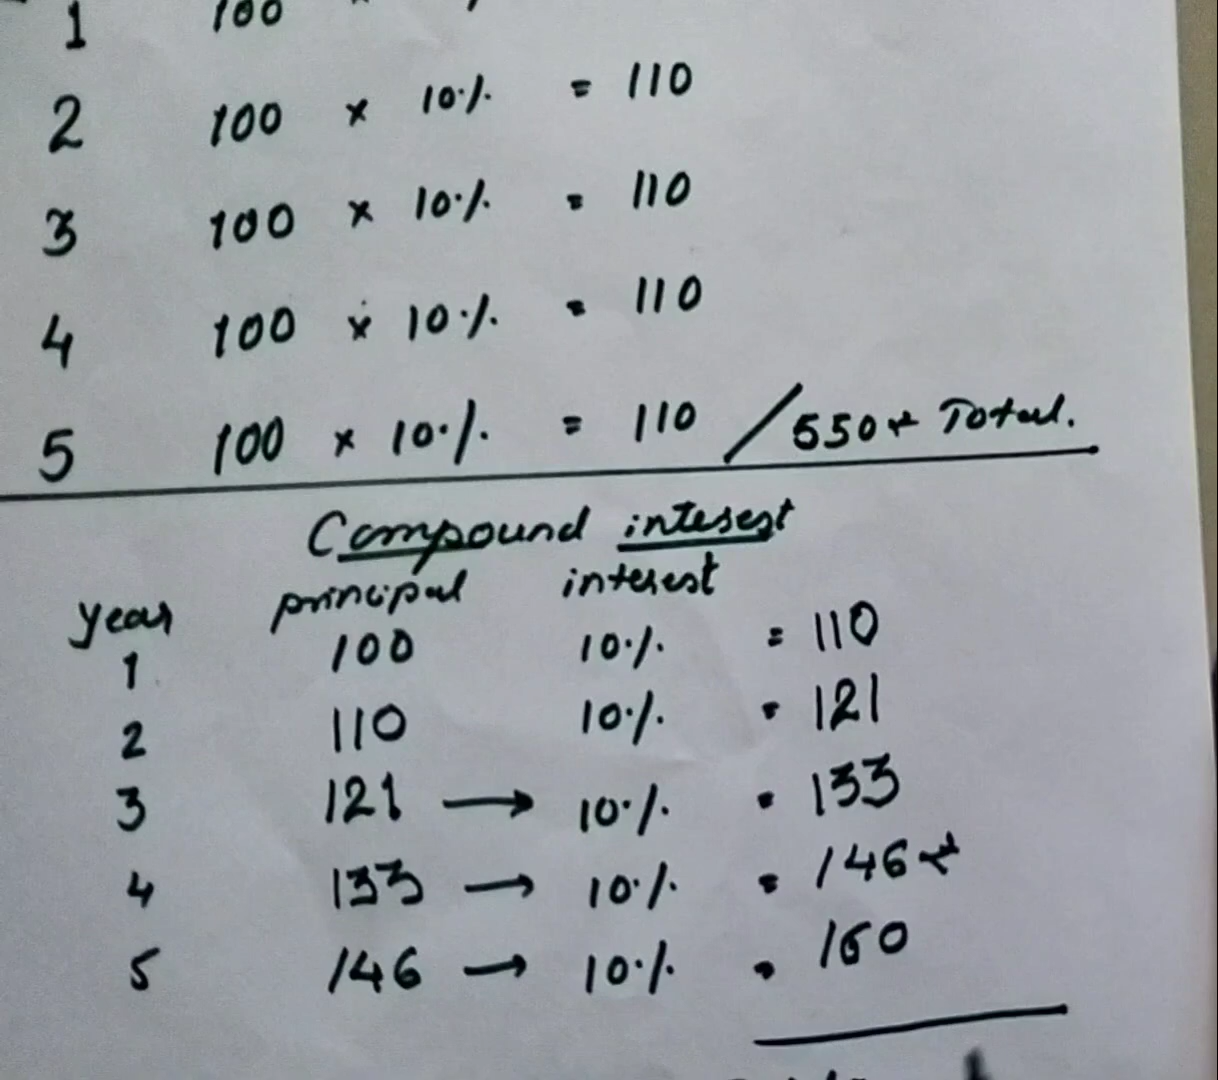 1 100
2 100 x 10% = 110
3 100 x 10% = 110
4 100 x 10% = 110
5 100 x 10% = 110 / 550 Total.
Compound interest
year principal interest
1 100 10% = 110
2 110 10% = 121
3 121 → 10% = 133
4 133 → 10% = 146
5 146 → 10% = 160